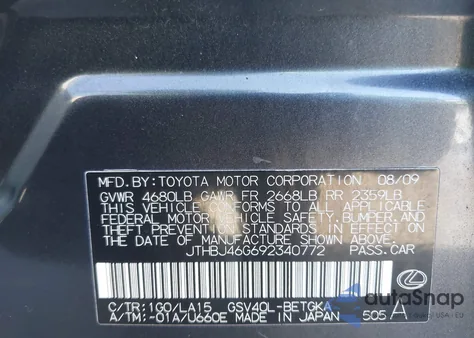 MFD. BY: TOYOTA MOTOR CORPORATION 08/09
GVWR 4680LB GAWR FR 2668LB RR 2359LB
THIS VEHICLE CONFORMS TO ALL APPLICABLE
FEDERAL MOTOR VEHICLE SAFETY, BUMPER, AND
THEFT PREVENTION STANDARDS IN EFFECT ON
THE DATE OF MANUFACTURE SHOWN ABOVE.
JTHBJ46G692340772 PASS. CAR
C/TR: 1G0/LA15 GSV40L-BETGKA
A/TM: -01A/U660E MADE IN JAPAN 505 A
autoSnap
USA | EU